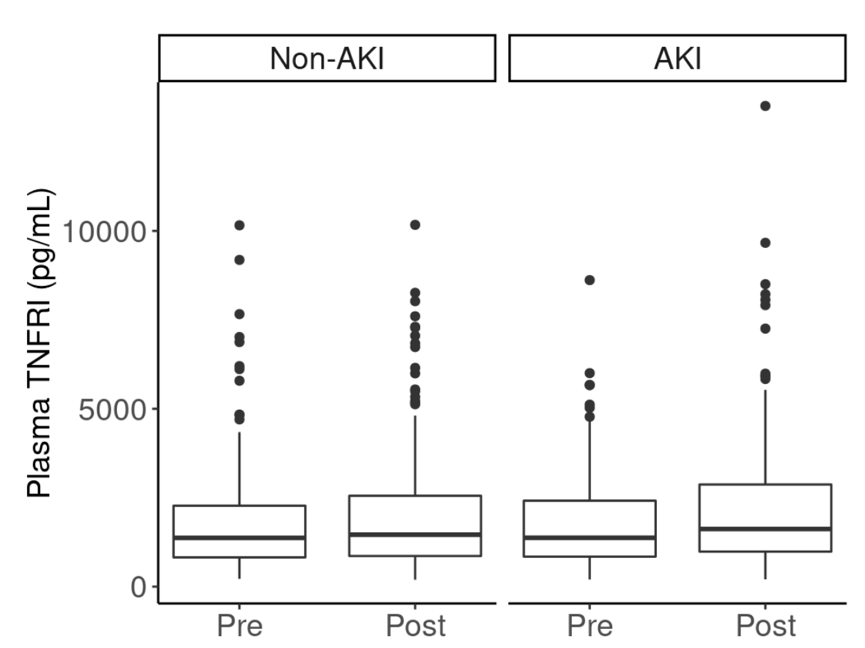 Non-AKI
AKI
Plasma TNFRI (pg/mL)
10000
5000
0
Pre
Post
Pre
Post